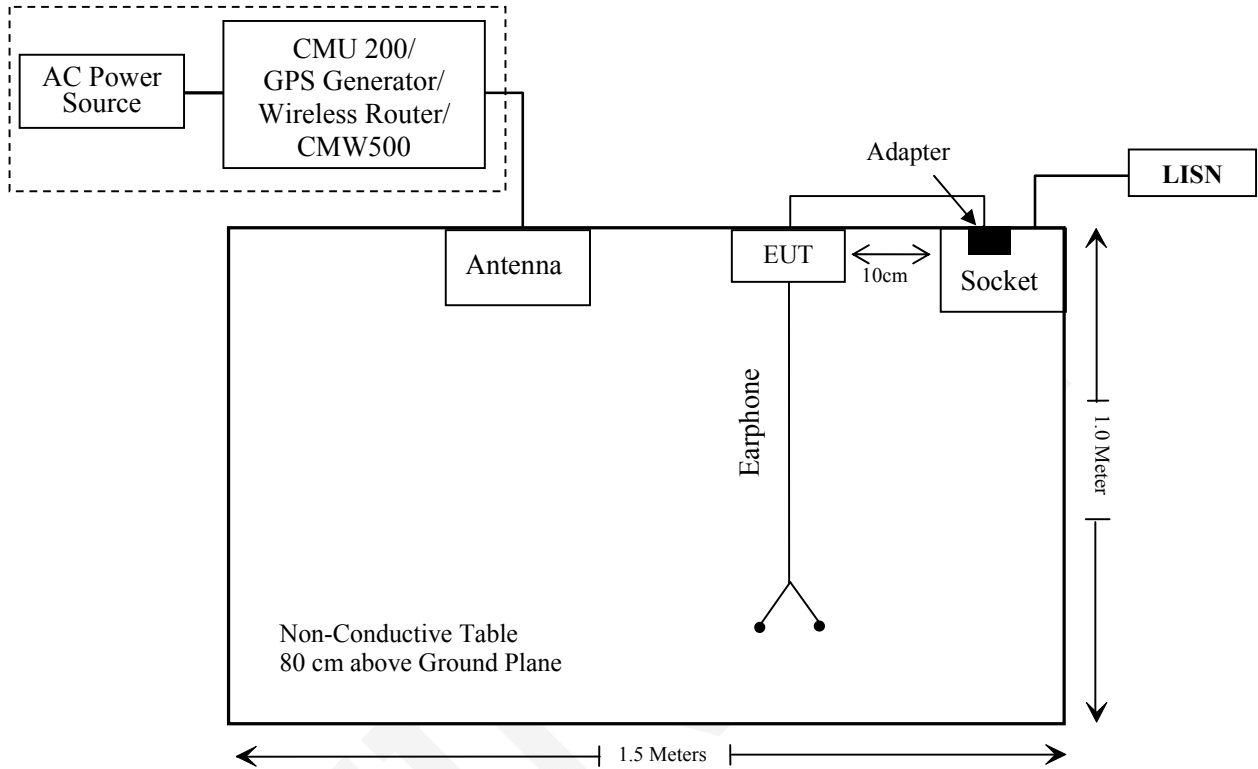 AC Power
Source
CMU 200/
GPS Generator/
Wireless Router/
CMW500
Adapter
LISN
Antenna
EUT
10cm
Socket
Earphone
1.0 Meter
Non-Conductive Table
80 cm above Ground Plane
1.5 Meters